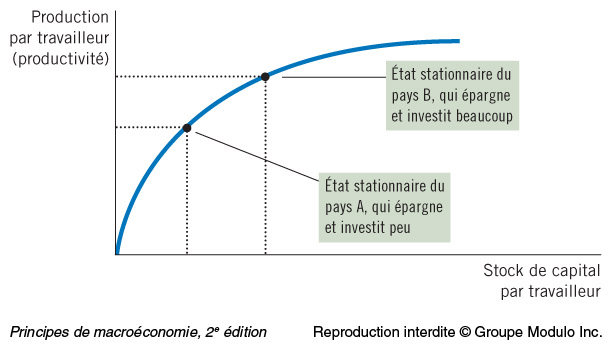 Production
par travailleur
(productivité)
État stationnaire du
pays B, qui épargne
et investit beaucoup
État stationnaire du
pays A, qui épargne
et investit peu
Stock de capital
par travailleur
Principes de macroéconomie, 2e édition
Reproduction interdite © Groupe Modulo Inc.